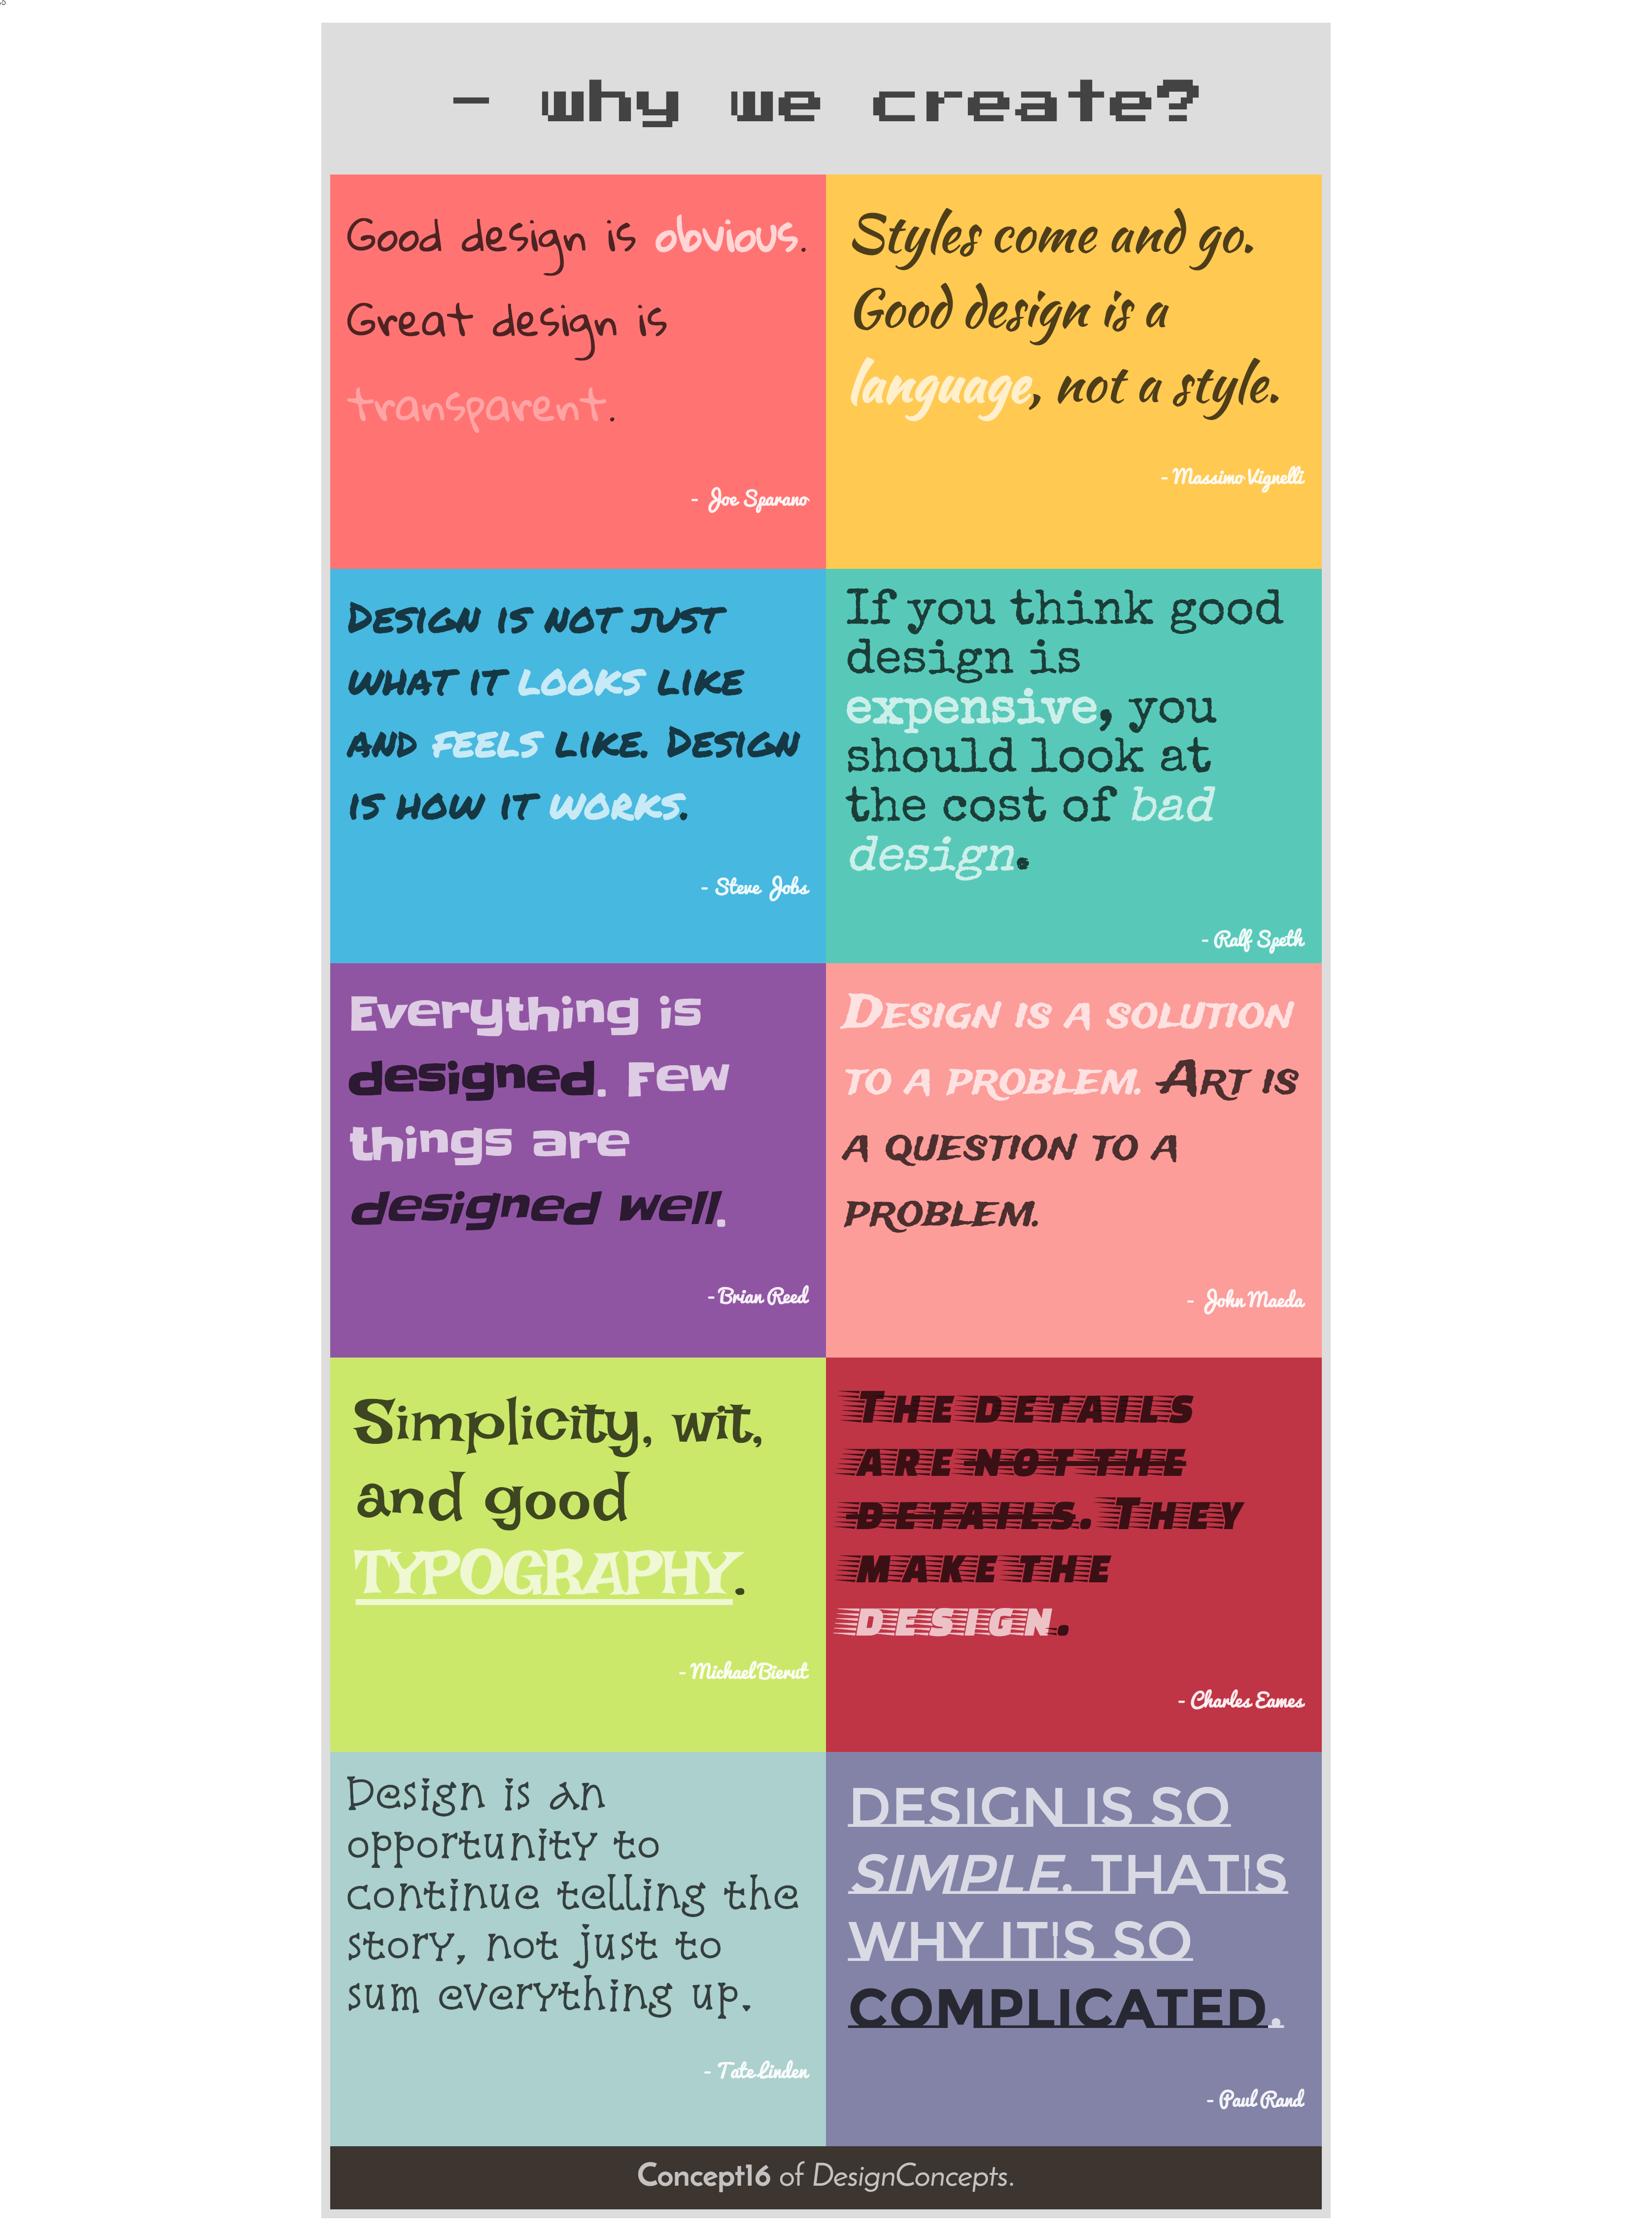 - why we create?
Good design is obvious.
Great design is
transparent.
- Joe Sparano
Styles come and go.
Good design is a
language, not a style.
- Massimo Vignelli
Design is not just
what it looks like
and feels like. Design
is how it works.
- Steve Jobs
If you think good
design is
expensive, you
should look at
the cost of bad
design.
- Ralf Speth
Everything is
designed. Few
things are
designed well.
- Brian Reed
Design is a solution
to a problem. Art is
a question to a
problem.
- John Maeda
Simplicity, wit,
and good
TYPOGRAPHY.
- Michael Bierut
The details
are not the
details. They
make the
design.
- Charles Eames
Design is an
opportunity to
continue telling the
story, not just to
sum everything up.
- Tate Linden
DESIGN IS SO
SIMPLE. THAT'S
WHY IT'S SO
COMPLICATED.
- Paul Rand
Concept16 of DesignConcepts.